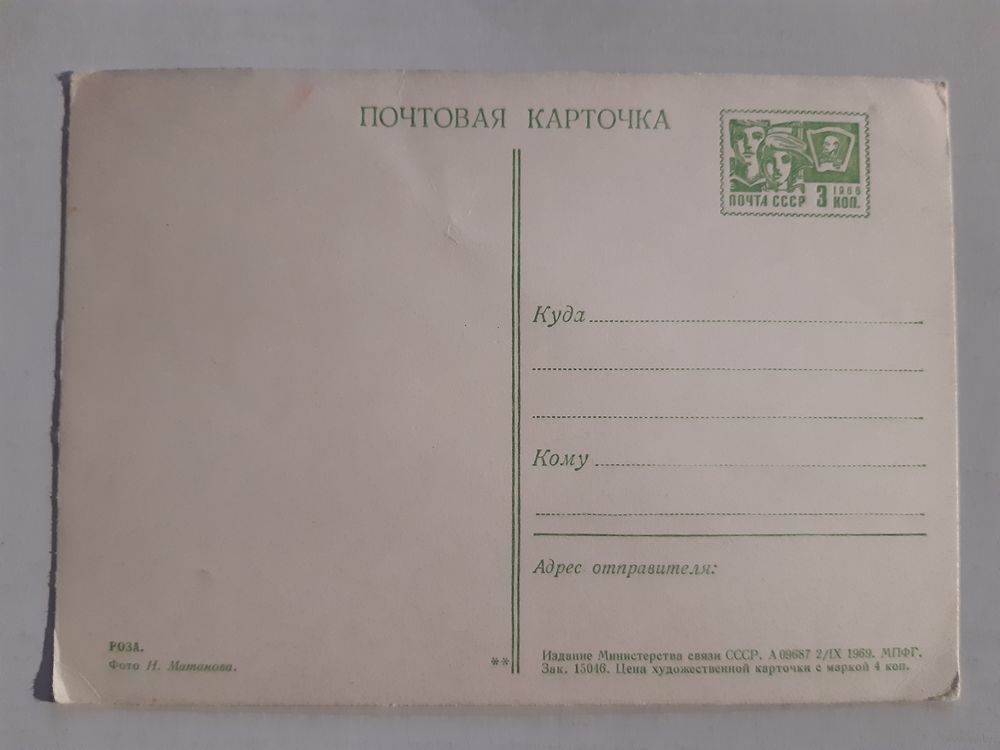 ПОЧТОВАЯ КАРТОЧКА
1966
ПОЧТА СССР 3 КОП.
Куда
Кому
Адрес отправителя:
РОЗА.
Фото Н. Матанова.
**
Издание Министерства связи СССР. А 09687 2/IX 1969. МПФГ.
Зак. 15046. Цена художественной карточки с маркой 4 коп.